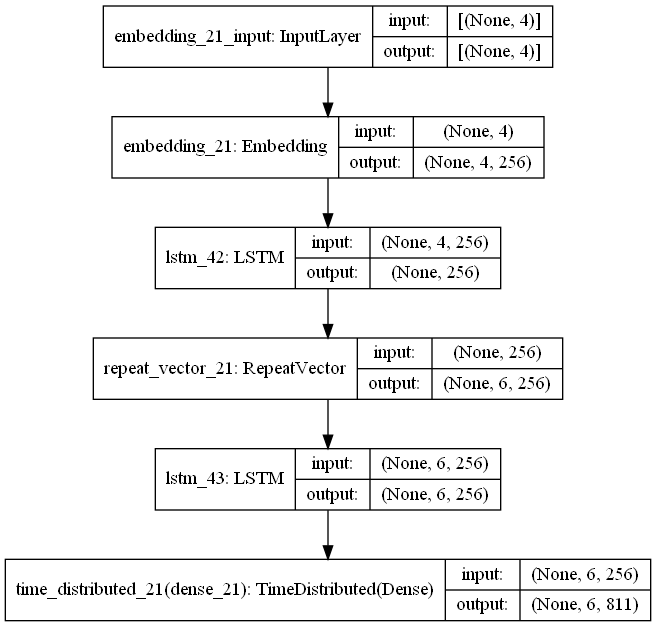 embedding_21_input: InputLayer
input: [(None, 4)]
output: [(None, 4)]
embedding_21: Embedding
input: (None, 4)
output: (None, 4, 256)
lstm_42: LSTM
input: (None, 4, 256)
output: (None, 256)
repeat_vector_21: RepeatVector
input: (None, 256)
output: (None, 6, 256)
lstm_43: LSTM
input: (None, 6, 256)
output: (None, 6, 256)
time_distributed_21(dense_21): TimeDistributed(Dense)
input: (None, 6, 256)
output: (None, 6, 811)